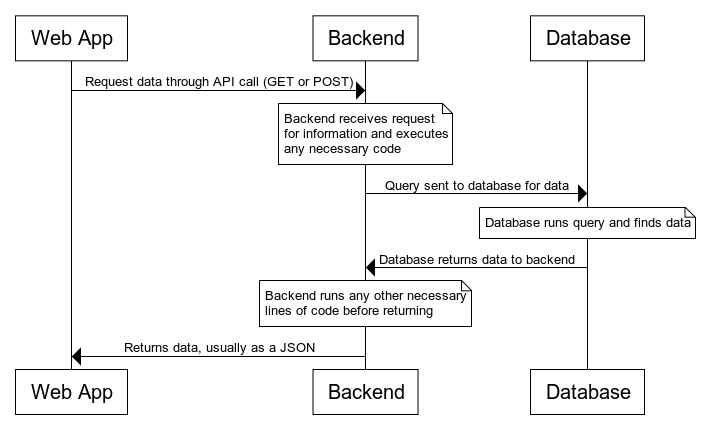 Web App
Backend
Database
Request data through API call (GET or POST)
Backend receives request
for information and executes
any necessary code
Query sent to database for data
Database runs query and finds data
Database returns data to backend
Backend runs any other necessary
lines of code before returning
Returns data, usually as a JSON
Web App
Backend
Database